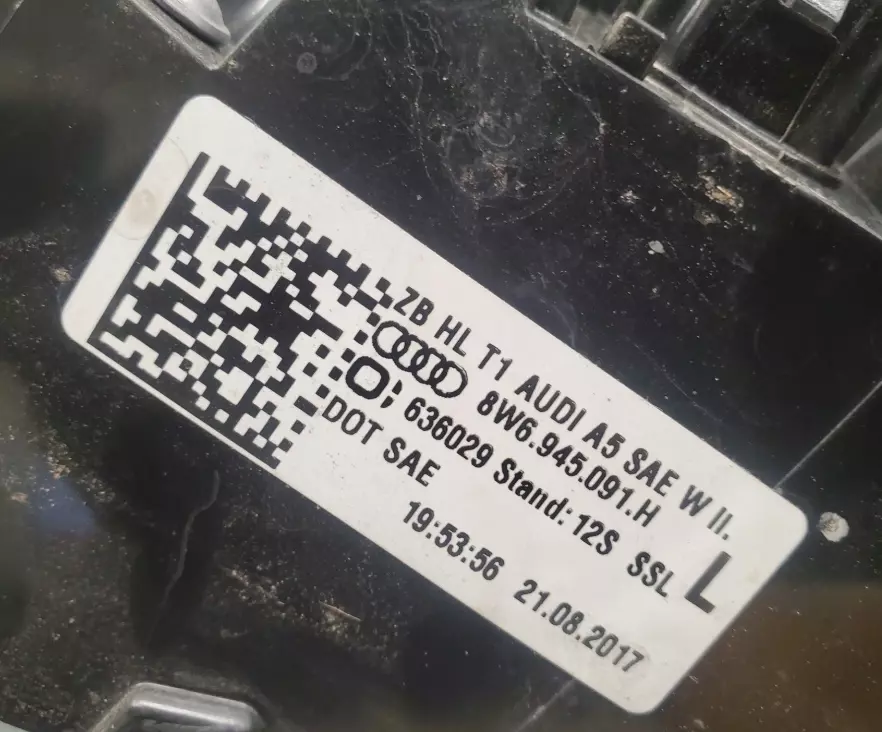 ZB HL T1 AUDI A5 SAE W II.
8W6.945.091.H
636029 Stand: 12S SSL L
DOT SAE
19:53:56 21.08.2017